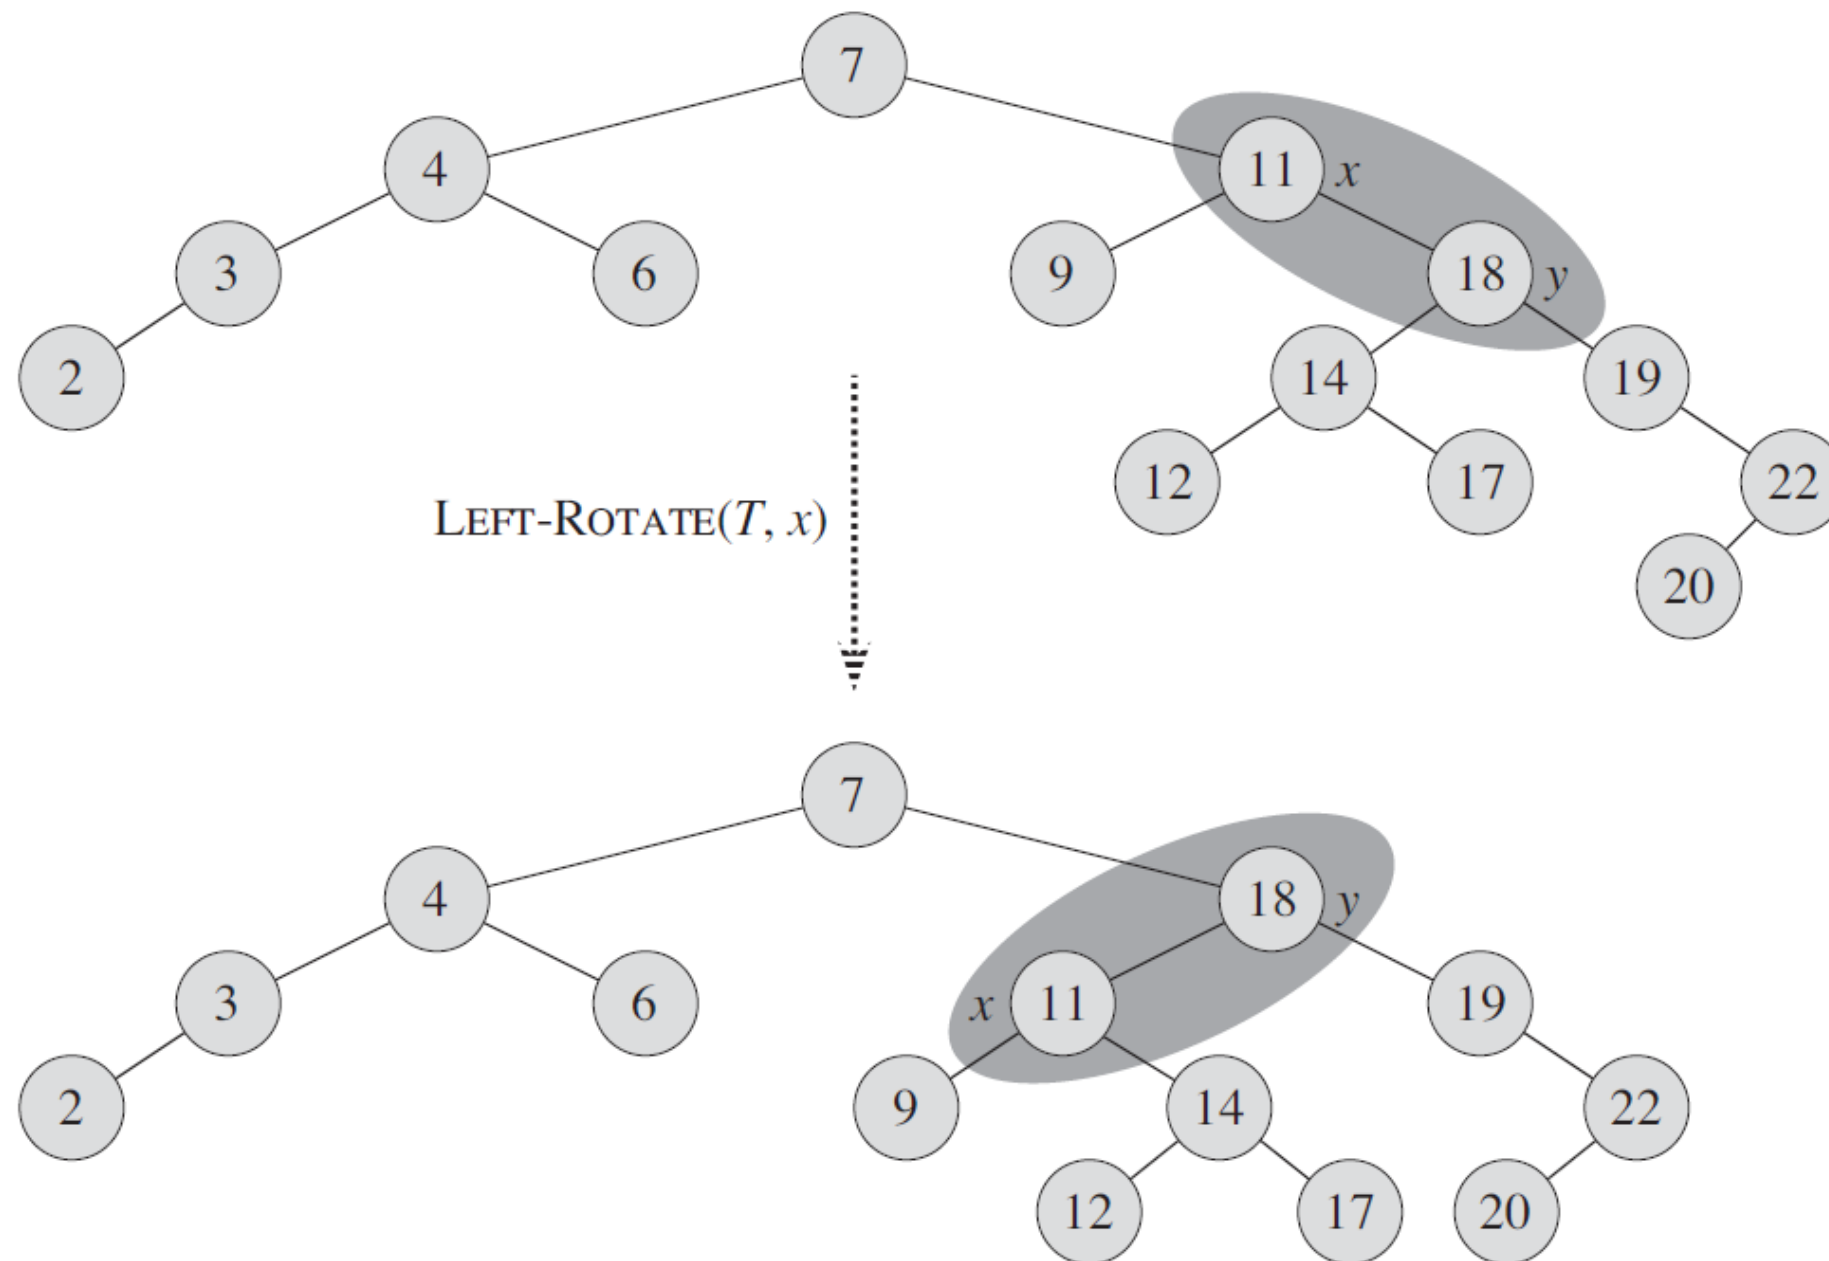 7
4 11 x
3 6 9 18 y
2 14 19
12 17 22
LEFT-ROTATE(T, x)
20
7
4 18 y
3 6 x 11 19
2 9 14 22
12 17 20